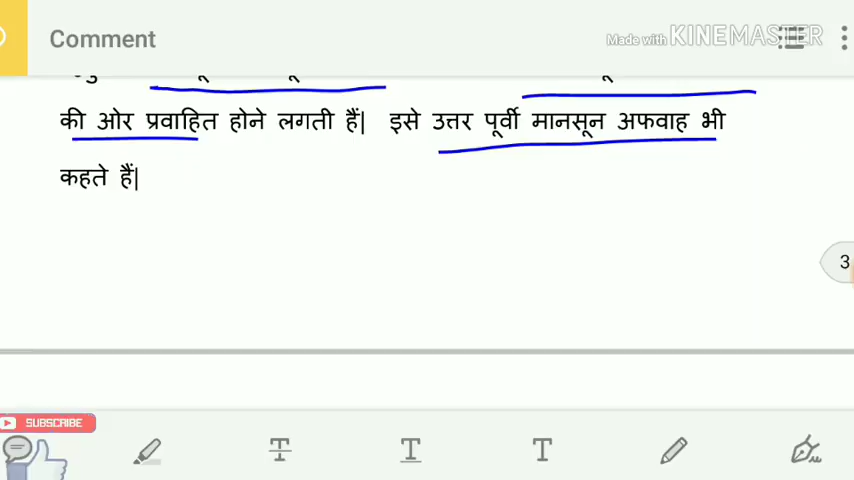 Comment
Made with KINEMASTER
की ओर प्रवाहित होने लगती हैं| इसे उत्तर पूर्वी मानसून अफवाह भी
कहते हैं|
3
SUBSCRIBE